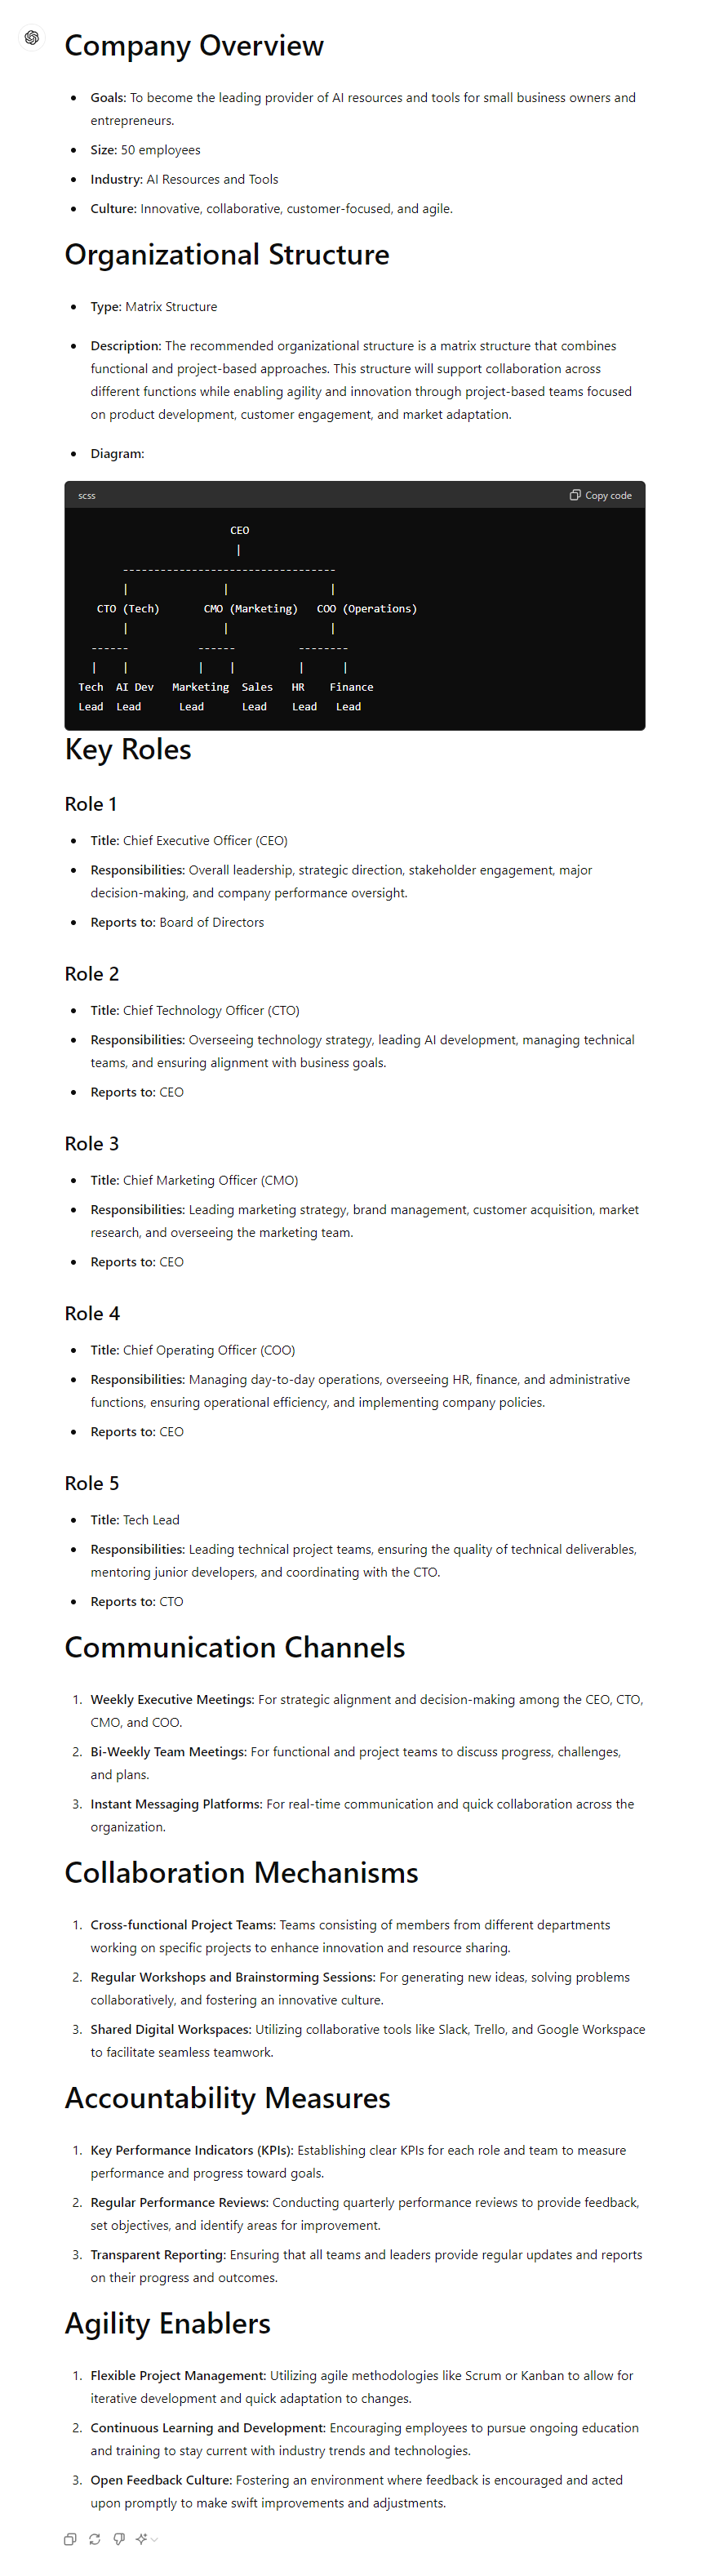 Company Overview
Goals: To become the leading provider of AI resources and tools for small business owners and
entrepreneurs.
Size: 50 employees
Industry: AI Resources and Tools
Culture: Innovative, collaborative, customer-focused, and agile.
Organizational Structure
Type: Matrix Structure
Description: The recommended organizational structure is a matrix structure that combines
functional and project-based approaches. This structure will support collaboration across
different functions while enabling agility and innovation through project-based teams focused
on product development, customer engagement, and market adaptation.
Diagram:
scss Copy code
CEO
CTO (Tech) CMO (Marketing) COO (Operations)
Tech AI Dev Marketing Sales HR Finance
Lead Lead Lead Lead Lead Lead
Key Roles
Role 1
Title: Chief Executive Officer (CEO)
Responsibilities: Overall leadership, strategic direction, stakeholder engagement, major
decision-making, and company performance oversight.
Reports to: Board of Directors
Role 2
Title: Chief Technology Officer (CTO)
Responsibilities: Overseeing technology strategy, leading AI development, managing technical
teams, and ensuring alignment with business goals.
Reports to: CEO
Role 3
Title: Chief Marketing Officer (CMO)
Responsibilities: Leading marketing strategy, brand management, customer acquisition, market
research, and overseeing the marketing team.
Reports to: CEO
Role 4
Title: Chief Operating Officer (COO)
Responsibilities: Managing day-to-day operations, overseeing HR, finance, and administrative
functions, ensuring operational efficiency, and implementing company policies.
Reports to: CEO
Role 5
Title: Tech Lead
Responsibilities: Leading technical project teams, ensuring the quality of technical deliverables,
mentoring junior developers, and coordinating with the CTO.
Reports to: CTO
Communication Channels
1. Weekly Executive Meetings: For strategic alignment and decision-making among the CEO, CTO,
CMO, and COO.
2. Bi-Weekly Team Meetings: For functional and project teams to discuss progress, challenges,
and plans.
3. Instant Messaging Platforms: For real-time communication and quick collaboration across the
organization.
Collaboration Mechanisms
1. Cross-functional Project Teams: Teams consisting of members from different departments
working on specific projects to enhance innovation and resource sharing.
2. Regular Workshops and Brainstorming Sessions: For generating new ideas, solving problems
collaboratively, and fostering an innovative culture.
3. Shared Digital Workspaces: Utilizing collaborative tools like Slack, Trello, and Google Workspace
to facilitate seamless teamwork.
Accountability Measures
1. Key Performance Indicators (KPIs): Establishing clear KPIs for each role and team to measure
performance and progress toward goals.
2. Regular Performance Reviews: Conducting quarterly performance reviews to provide feedback,
set objectives, and identify areas for improvement.
3. Transparent Reporting: Ensuring that all teams and leaders provide regular updates and reports
on their progress and outcomes.
Agility Enablers
1. Flexible Project Management: Utilizing agile methodologies like Scrum or Kanban to allow for
iterative development and quick adaptation to changes.
2. Continuous Learning and Development: Encouraging employees to pursue ongoing education
and training to stay current with industry trends and technologies.
3. Open Feedback Culture: Fostering an environment where feedback is encouraged and acted
upon promptly to make swift improvements and adjustments.